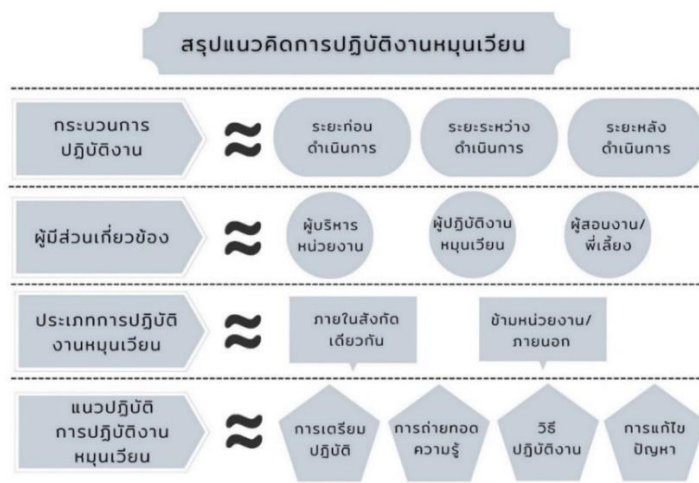 สรุปแนวคิดการปฏิบัติงานหมุนเวียน
กระบวนการ
ปฏิบัติงาน
ระยะก่อน
ดำเนินการ
ระยะระหว่าง
ดำเนินการ
ระยะหลัง
ดำเนินการ
ผู้มีส่วนเกี่ยวข้อง
ผู้บริหาร
หน่วยงาน
ผู้ปฏิบัติงาน
หมุนเวียน
ผู้สอนงาน/
พี่เลี้ยง
ประเภทการปฏิบัติ
งานหมุนเวียน
ภายในสังกัด
เดียวกัน
ข้ามหน่วยงาน/
ภายนอก
แนวปฏิบัติ
การปฏิบัติงาน
หมุนเวียน
การเตรียม
ปฏิบัติ
การถ่ายทอด
ความรู้
วิธี
ปฏิบัติงาน
การแก้ไข
ปัญหา